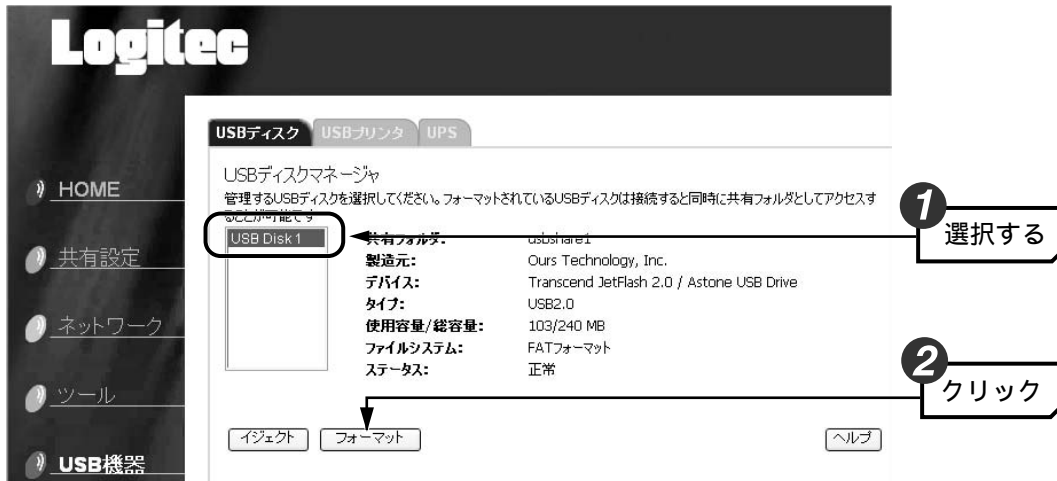 Logitec
USBディスク USBプリンタ UPS
USBディスクマネージャ
管理するUSBディスクを選択してください。フォーマットされているUSBディスクは接続すると同時に共有フォルダとしてアクセスす
ることが可能です
USB Disk 1
共有フォルダ: usbshare1
製造元: Ours Technology, Inc.
デバイス: Transcend JetFlash 2.0 / Astone USB Drive
タイプ: USB2.0
使用容量/総容量: 103/240 MB
ファイルシステム: FATフォーマット
ステータス: 正常
イジェクト フォーマット ヘルプ
HOME
共有設定
ネットワーク
ツール
USB機器
1 選択する
2 クリック